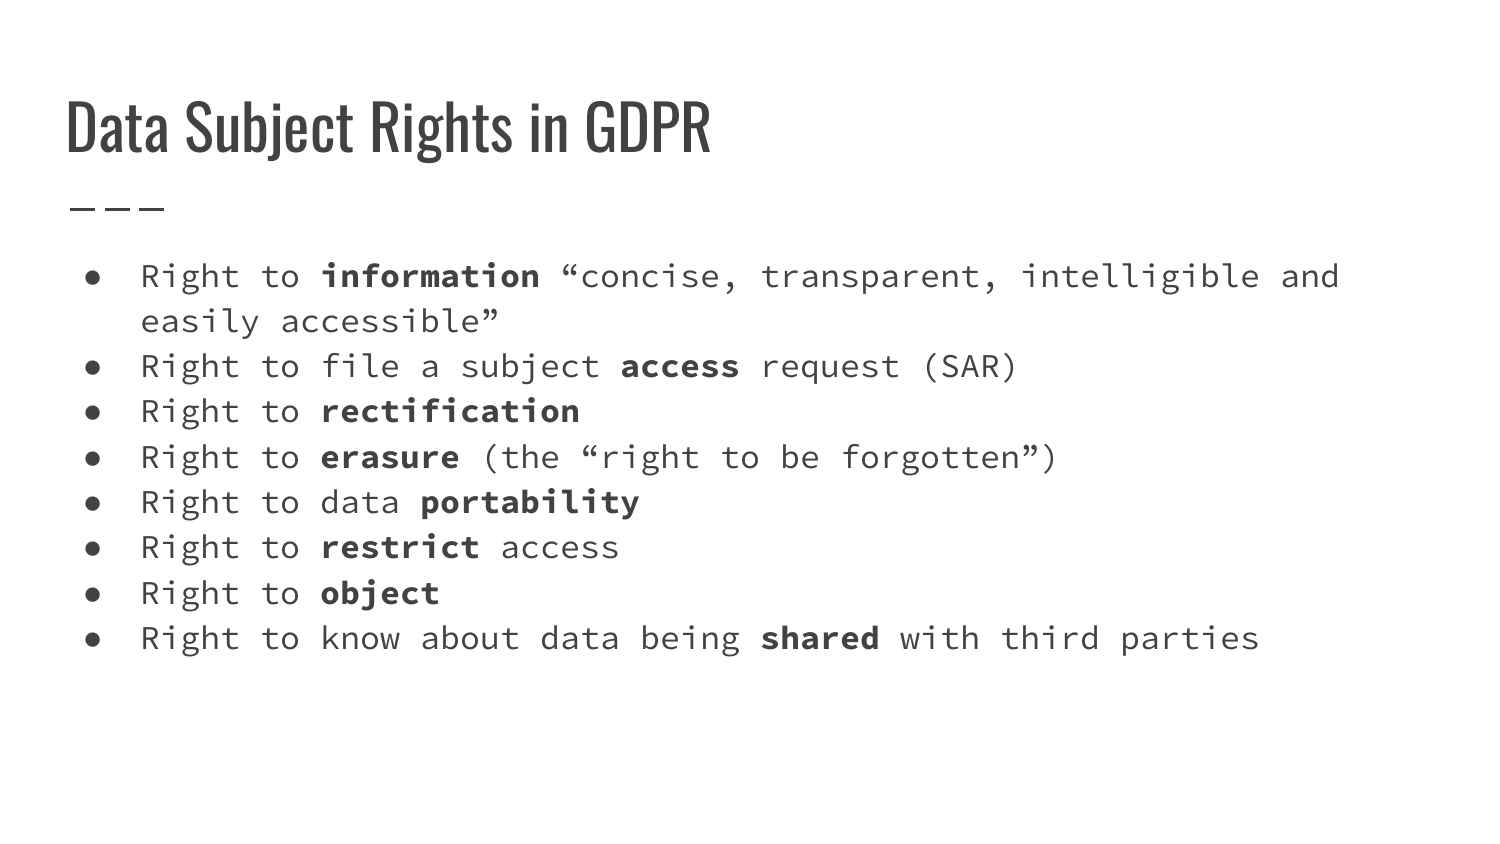 Data Subject Rights in GDPR
● Right to information “concise, transparent, intelligible and
easily accessible”
● Right to file a subject access request (SAR)
● Right to rectification
● Right to erasure (the “right to be forgotten”)
● Right to data portability
● Right to restrict access
● Right to object
● Right to know about data being shared with third parties